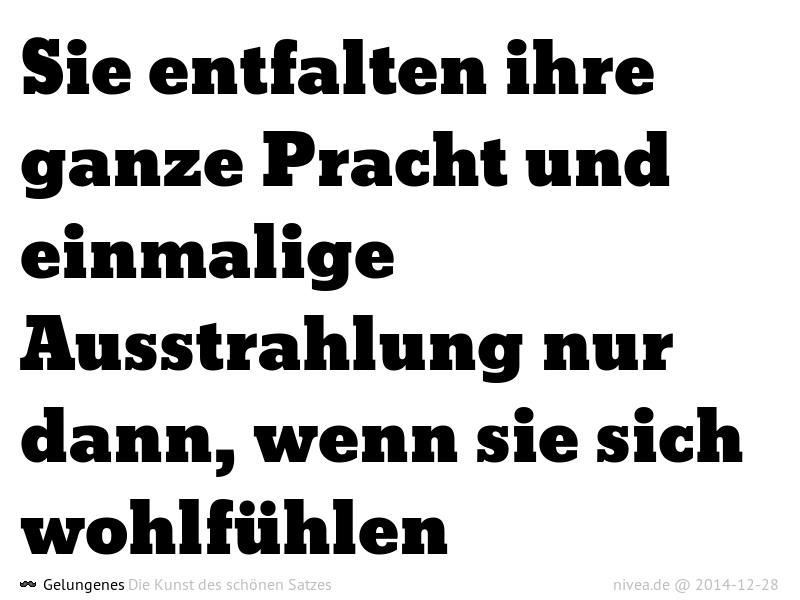 Sie entfalten ihre
ganze Pracht und
einmalige
Ausstrahlung nur
dann, wenn sie sich
wohlfühlen
Gelungenes Die Kunst des schönen Satzes
nivea.de @ 2014-12-28